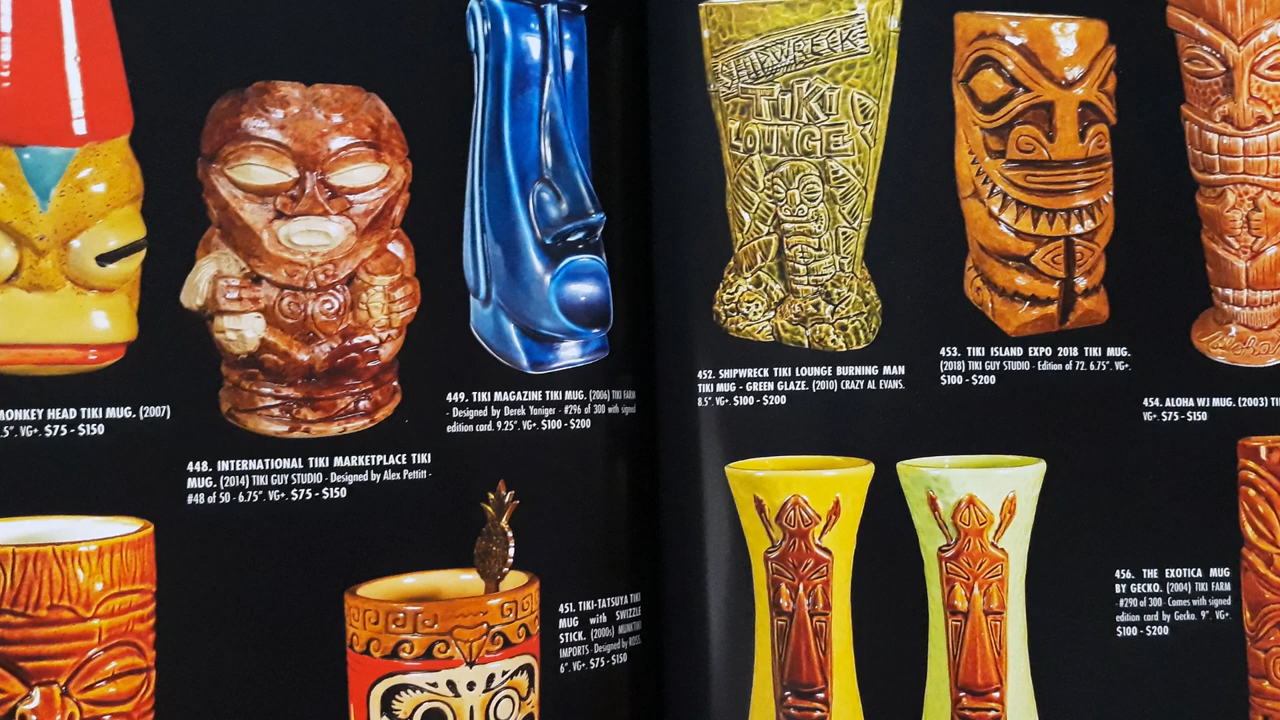 MONKEY HEAD TIKI MUG. (2007)
.5". VG+. $75 - $150
448. INTERNATIONAL TIKI MARKETPLACE TIKI
MUG. (2014) TIKI GUY STUDIO - Designed by Alex Pettitt -
#48 of 50 - 6.75". VG+. $75 - $150
449. TIKI MAGAZINE TIKI MUG. (2006) TIKI FARM
- Designed by Derek Yaniger - #296 of 300 with signed
edition card. 9.25". VG+. $100 - $200
451. TIKI-TATSUYA TIKI
MUG with SWIZZLE
STICK. (2000s) MUNKTIKI
IMPORTS - Designed by ROSS.
6". VG+. $75 - $150
SHIPWRECK
TIKI
LOUNGE
452. SHIPWRECK TIKI LOUNGE BURNING MAN
TIKI MUG - GREEN GLAZE. (2010) CRAZY AL EVANS.
8.5". VG+. $100 - $200
453. TIKI ISLAND EXPO 2018 TIKI MUG.
(2018) TIKI GUY STUDIO - Edition of 72. 6.75". VG+.
$100 - $200
454. ALOHA WJ MUG. (2003)
VG+. $75 - $150
456. THE EXOTICA MUG
BY GECKO. (2004) TIKI FARM
- #290 of 300 - Comes with signed
edition card by Gecko. 9". VG+.
$100 - $200